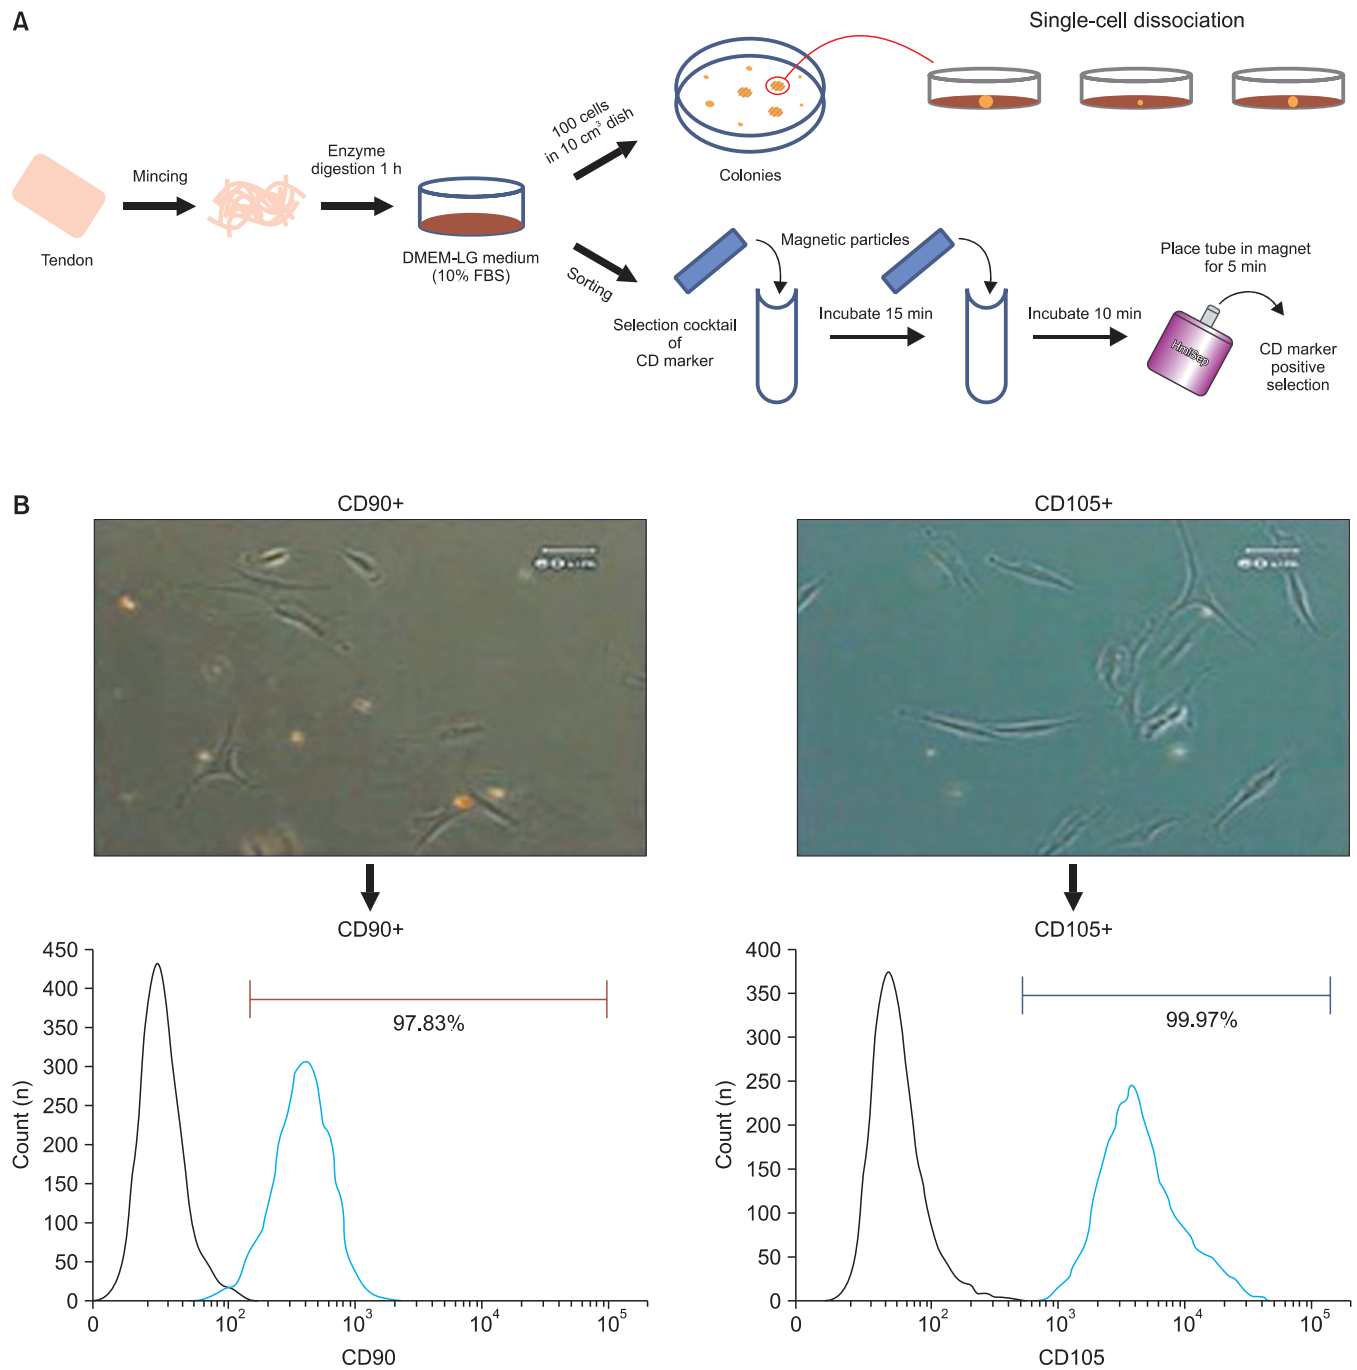 A
Single-cell dissociation
100 cells
in 10 cm³ dish
Enzyme
digestion 1 h
Mincing
Colonies
Tendon
DMEM-LG medium
(10% FBS)
Sorting
Magnetic particles
Place tube in magnet
for 5 min
Selection cocktail
of
CD marker
Incubate 15 min
Incubate 10 min
HmiSep
CD marker
positive
selection
B
CD90+
CD105+
CD90+
CD105+
450
400
350
300
250
200
150
100
50
0
Count (n)
97.83%
0
10²
10³
10⁴
10⁵
CD90
400
350
300
250
200
150
100
50
0
Count (n)
99.97%
0
10²
10³
10⁴
10⁵
CD105